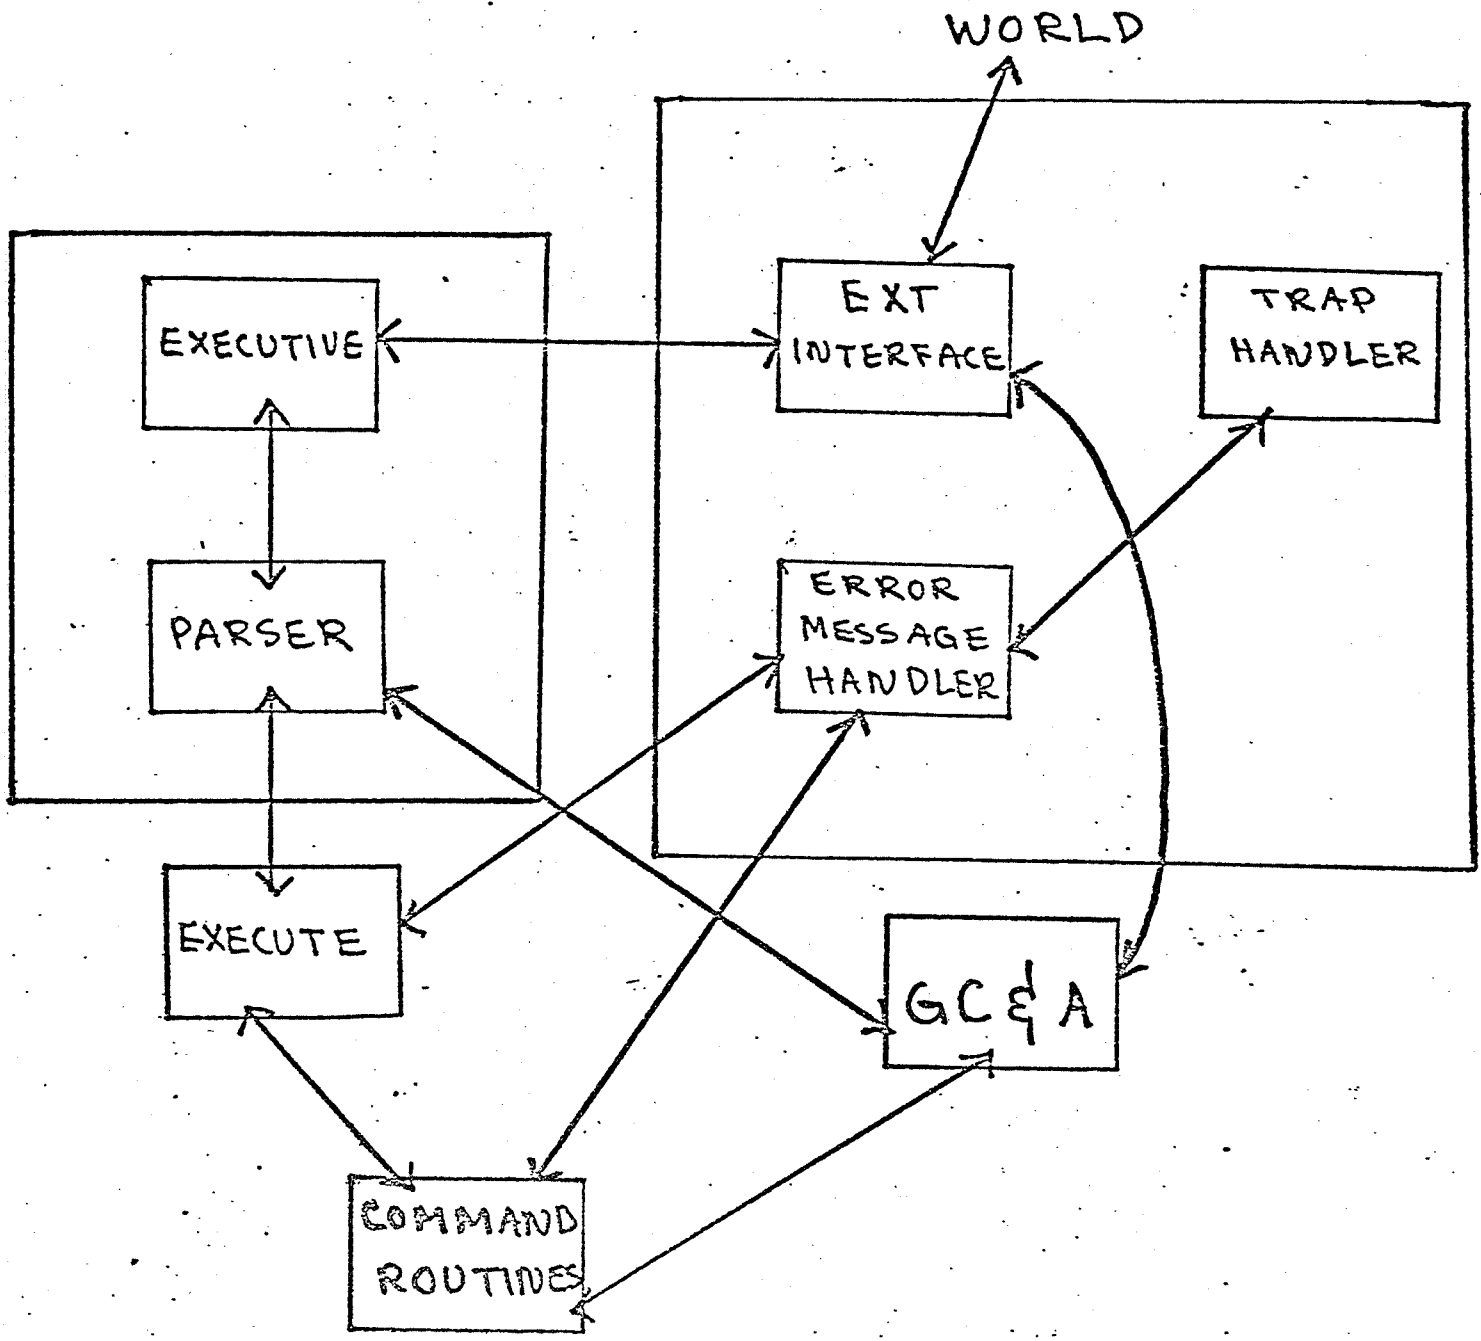 WORLD
EXECUTIVE
EXT
INTERFACE
TRAP
HANDLER
PARSER
ERROR
MESSAGE
HANDLER
EXECUTE
GC & A
COMMAND
ROUTINES